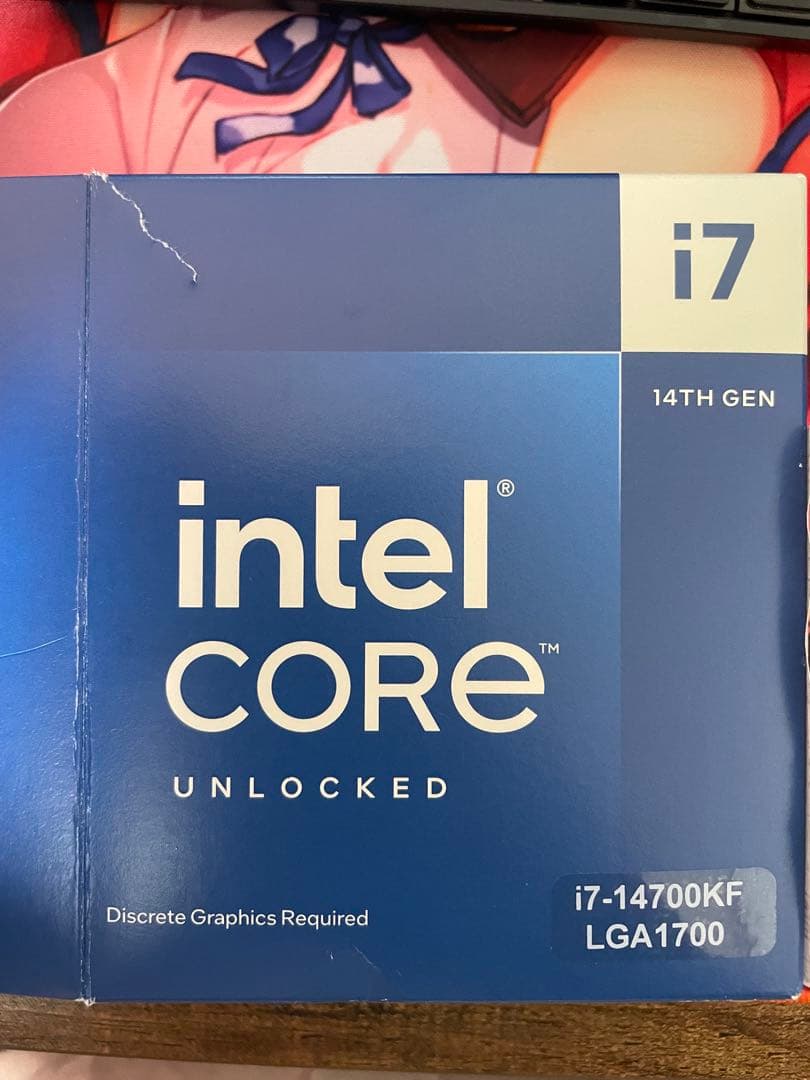 i7
14TH GEN
intel®
CORE™
UNLOCKED
Discrete Graphics Required
i7-14700KF
LGA1700